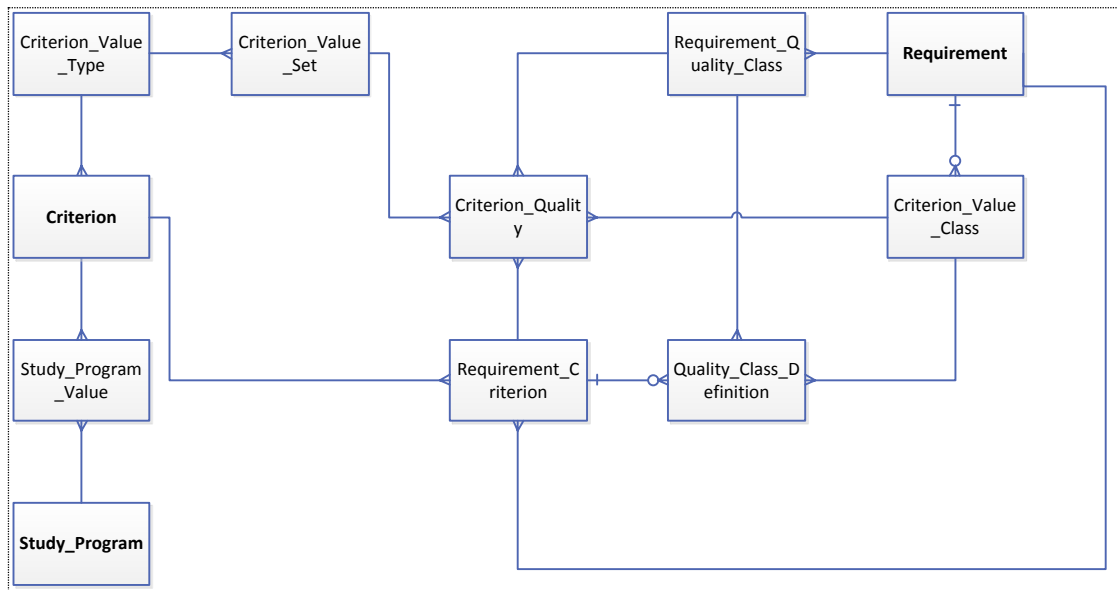 Criterion_Value
_Type
Criterion_Value
_Set
Requirement_Q
uality_Class
Requirement
Criterion
Criterion_Qualit
y
Criterion_Value
_Class
Study_Program
_Value
Requirement_C
riterion
Quality_Class_D
efinition
Study_Program